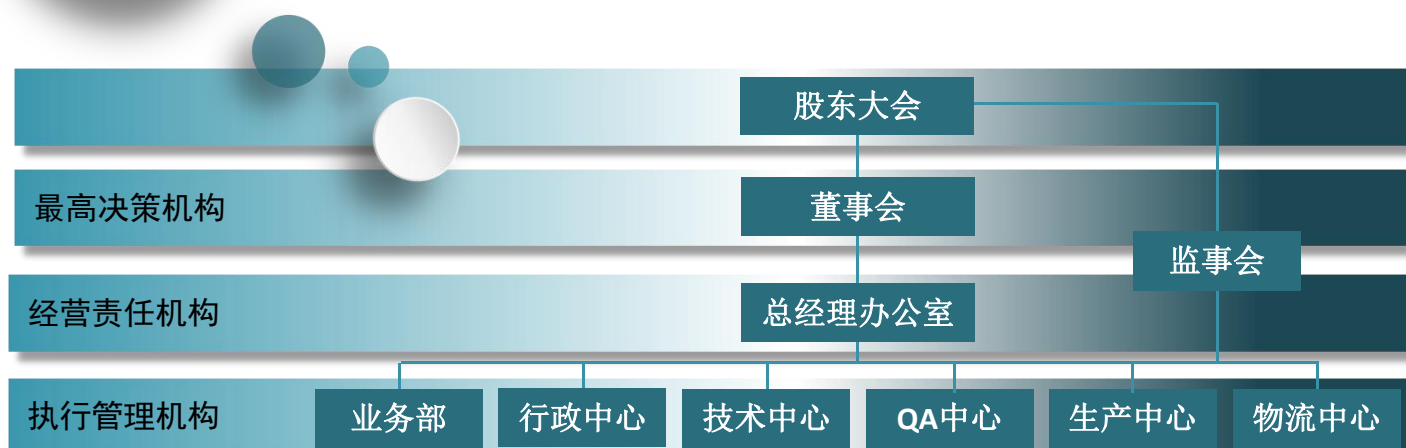 股东大会
最高决策机构
董事会
监事会
经营责任机构
总经理办公室
执行管理机构
业务部
行政中心
技术中心
QA中心
生产中心
物流中心